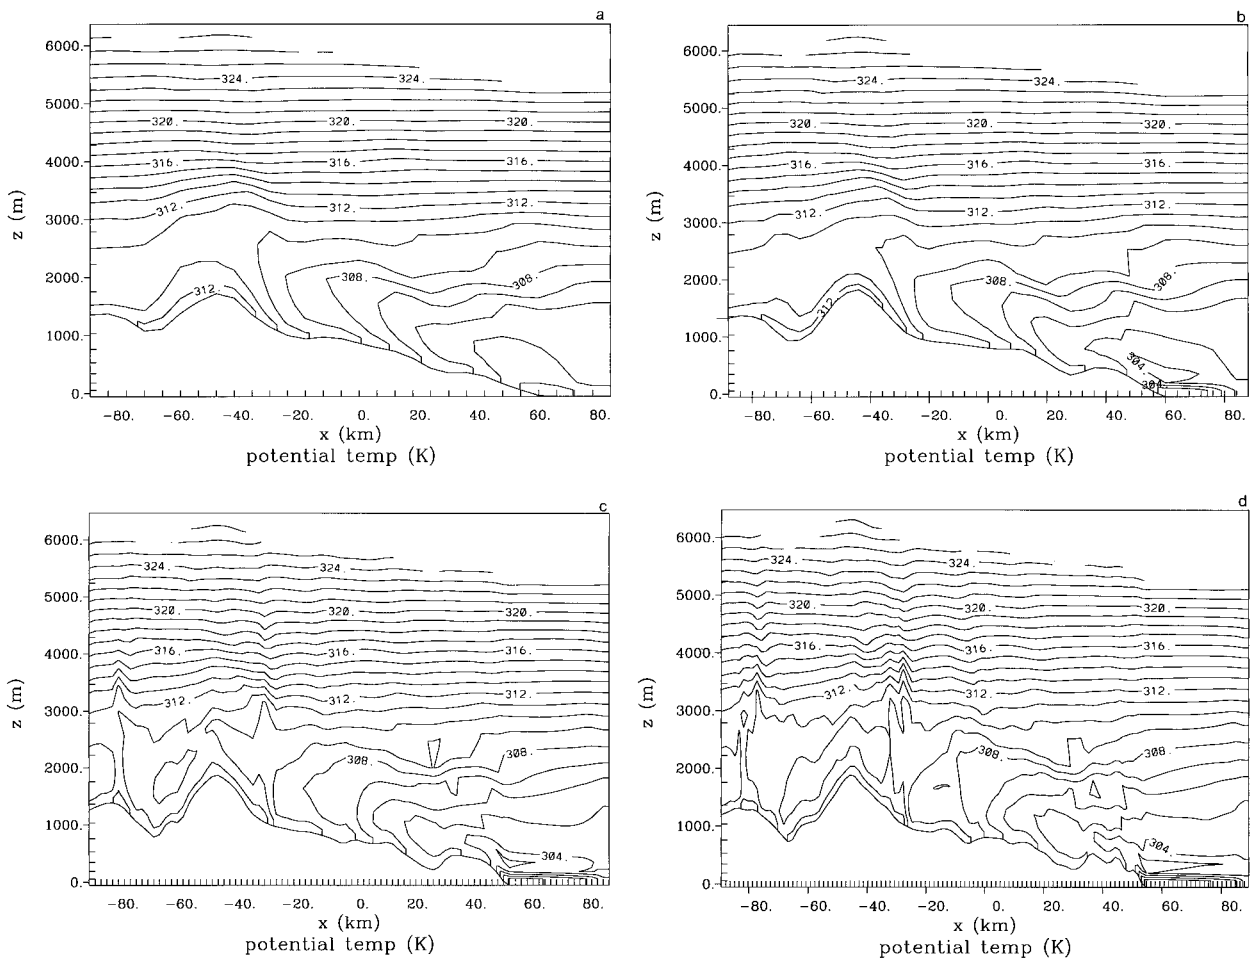 a
6000.
5000.
4000.
3000.
2000.
1000.
0.
z (m)
324. 324.
320. 320. 320.
316. 316. 316.
312. 312. 312.
308. 308.
312.
-80. -60. -40. -20. 0. 20. 40. 60. 80.
x (km)
potential temp (K)
b
6000.
5000.
4000.
3000.
2000.
1000.
0.
z (m)
324. 324.
320. 320. 320.
316. 316. 316.
312. 312. 312.
308. 308.
312.
304.
304.
-80. -60. -40. -20. 0. 20. 40. 60. 80.
x (km)
potential temp (K)
c
6000.
5000.
4000.
3000.
2000.
1000.
0.
z (m)
324. 324.
320. 320. 320.
316. 316. 316.
312. 312. 312.
308. 308.
304.
-80. -60. -40. -20. 0. 20. 40. 60. 80.
x (km)
potential temp (K)
d
6000.
5000.
4000.
3000.
2000.
1000.
0.
z (m)
324. 324.
320. 320. 320.
316. 316. 316.
312. 312. 312.
308. 308.
304.
-80. -60. -40. -20. 0. 20. 40. 60. 80.
x (km)
potential temp (K)